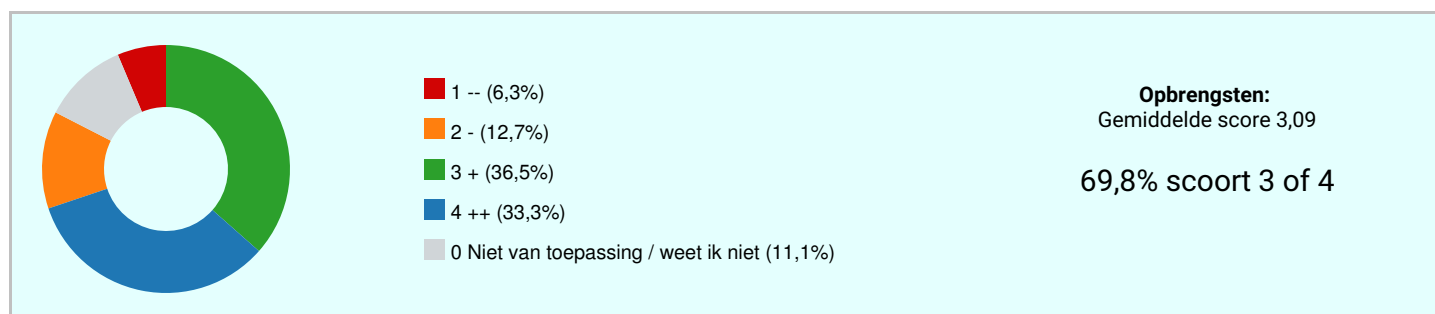 1 -- (6,3%)
2 - (12,7%)
3 + (36,5%)
4 ++ (33,3%)
0 Niet van toepassing / weet ik niet (11,1%)
Opbrengsten:
Gemiddelde score 3,09
69,8% scoort 3 of 4